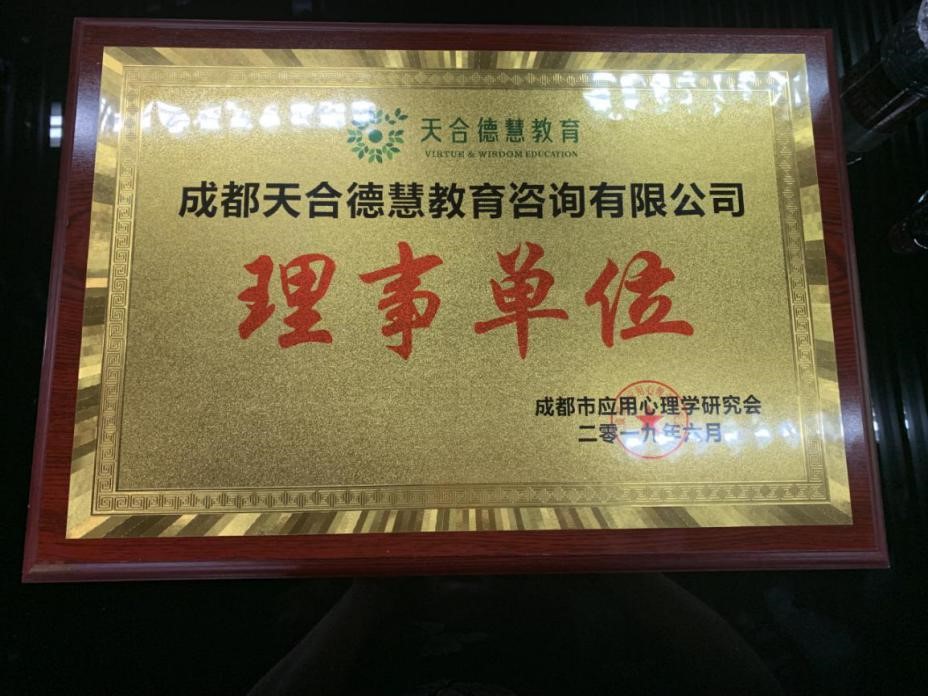 天合德慧教育
VIRTUE & WISDOM EDUCATION
成都天合德慧教育咨询有限公司
理事单位
成都市应用心理学研究会
二零一九年六月